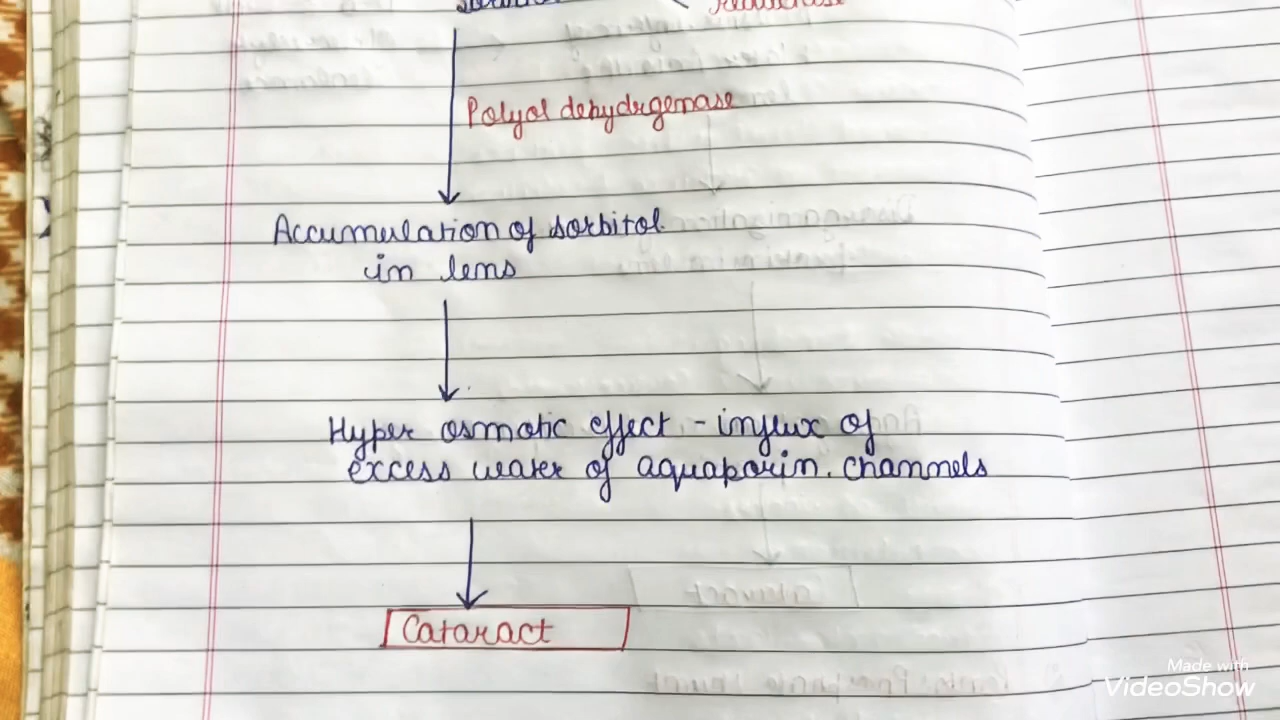 Polyol dehydrgenase
Accumulation of sorbitol
in lens
Hyper osmotic effect - influx of
excess water of aquaporin. channels
Cataract
Made with
VideoShow